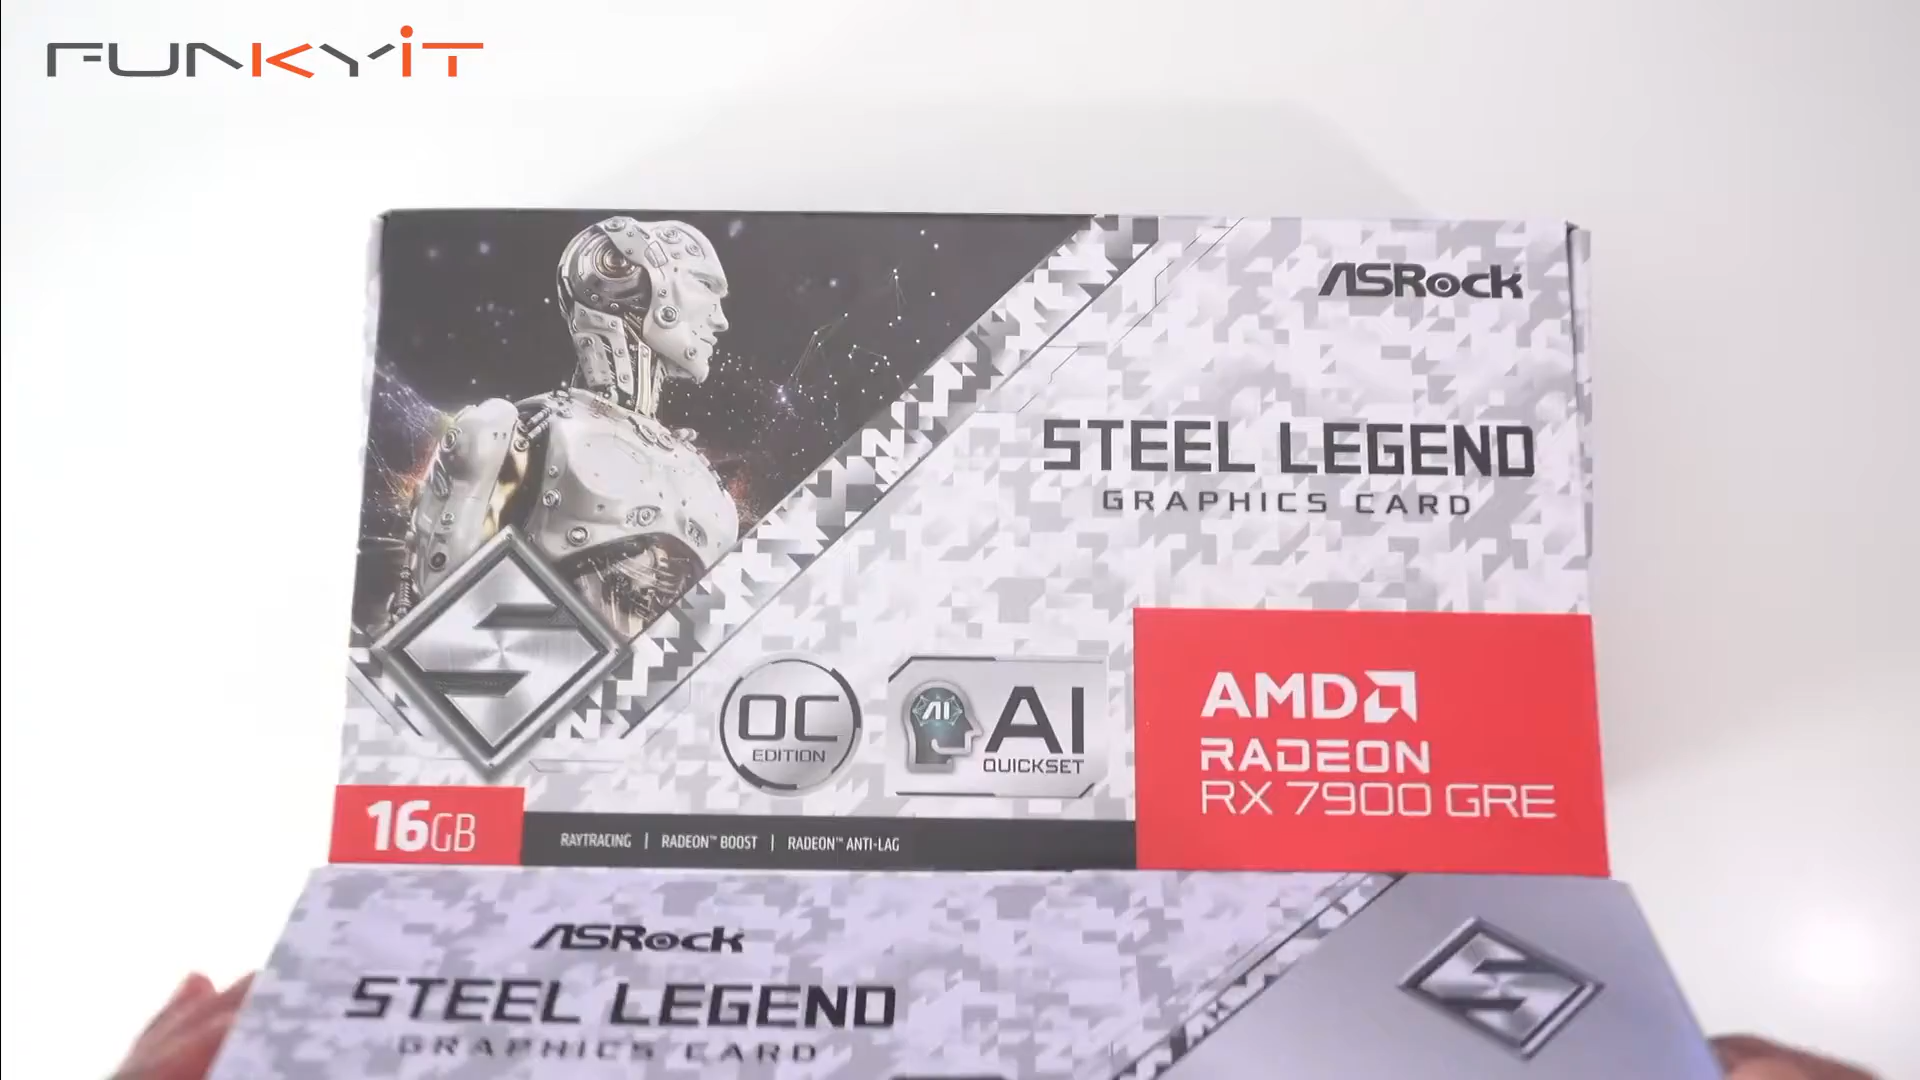 FUNKYiT
ASRock
STEEL LEGEND
GRAPHICS CARD
OC
EDITION
AI
AI
QUICKSET
AMD
RADEON
RX 7900 GRE
16GB
RAYTRACING | RADEON™ BOOST | RADEON™ ANTI-LAG
ASRock
STEEL LEGEND
GRAPHICS CARD